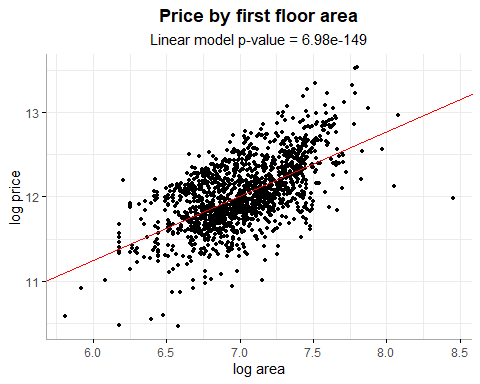 Price by first floor area
Linear model p-value = 6.98e-149
log price
13
12
11
6.0 6.5 7.0 7.5 8.0 8.5
log area